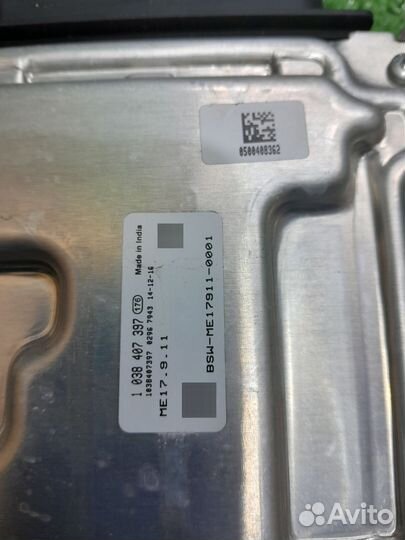 0500408362
Made in India
1 038 407 397 176
1038407397 0296 7943 14-12-16
ME17.9.11
BSW-ME17911-0001
Avito